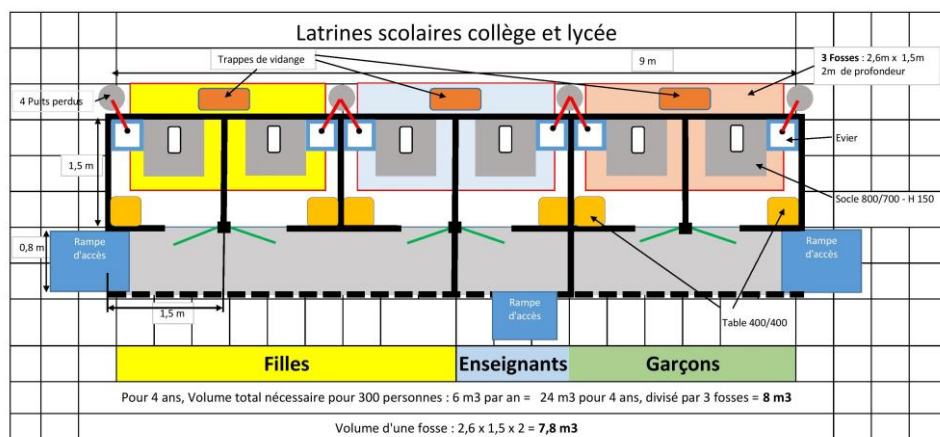 Latrines scolaires collège et lycée
Trappes de vidange
9 m
3 Fosses : 2,6m x 1,5m
2m de profondeur
4 Puits perdus
Evier
1,5 m
Socle 800/700 - H 150
0,8 m
Rampe
d'accès
Rampe
d'accès
Rampe
d'accès
1,5 m
Table 400/400
Filles
Enseignants
Garçons
Pour 4 ans, Volume total nécessaire pour 300 personnes : 6 m3 par an = 24 m3 pour 4 ans, divisé par 3 fosses = 8 m3
Volume d'une fosse : 2,6 x 1,5 x 2 = 7,8 m3